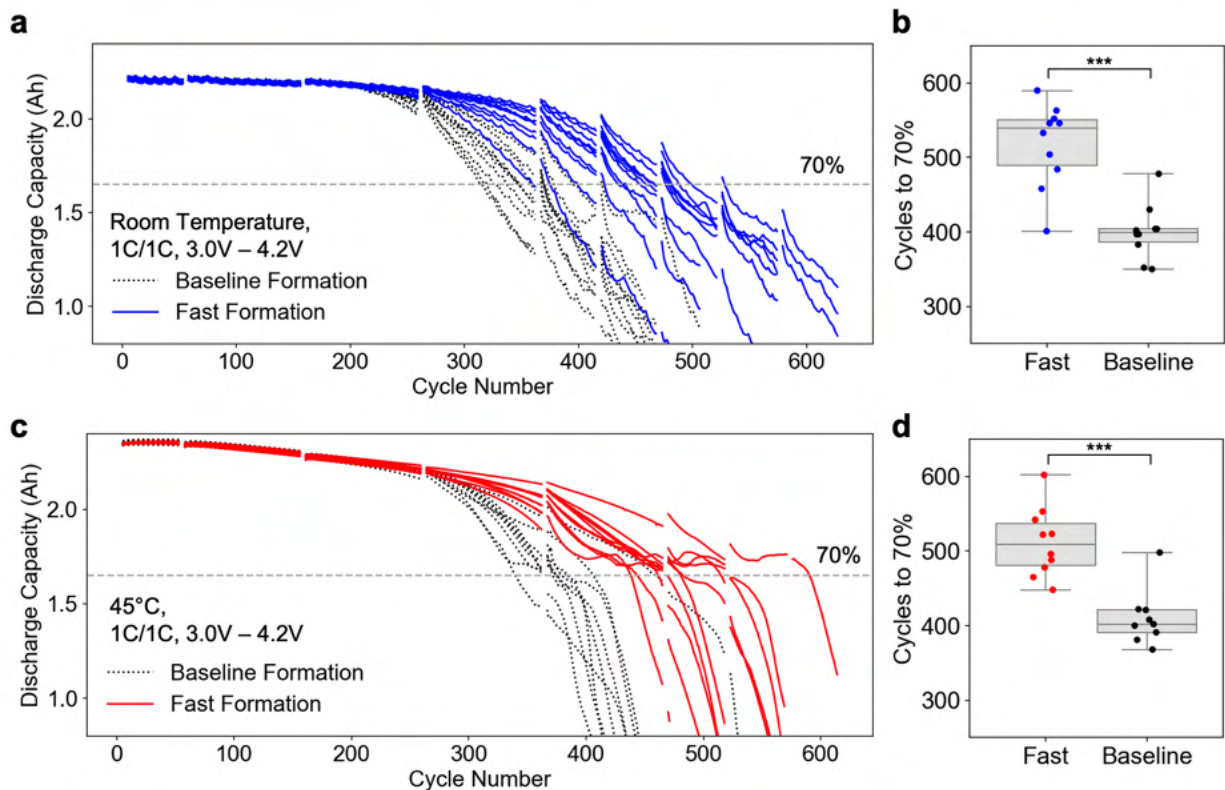 a
Discharge Capacity (Ah)
2.0
1.5
1.0
70%
Room Temperature,
1C/1C, 3.0V – 4.2V
Baseline Formation
Fast Formation
0 100 200 300 400 500 600
Cycle Number
b
Cycles to 70%
600
500
400
300
***
Fast Baseline
c
Discharge Capacity (Ah)
2.0
1.5
1.0
70%
45°C,
1C/1C, 3.0V – 4.2V
Baseline Formation
Fast Formation
0 100 200 300 400 500 600
Cycle Number
d
Cycles to 70%
600
500
400
300
***
Fast Baseline